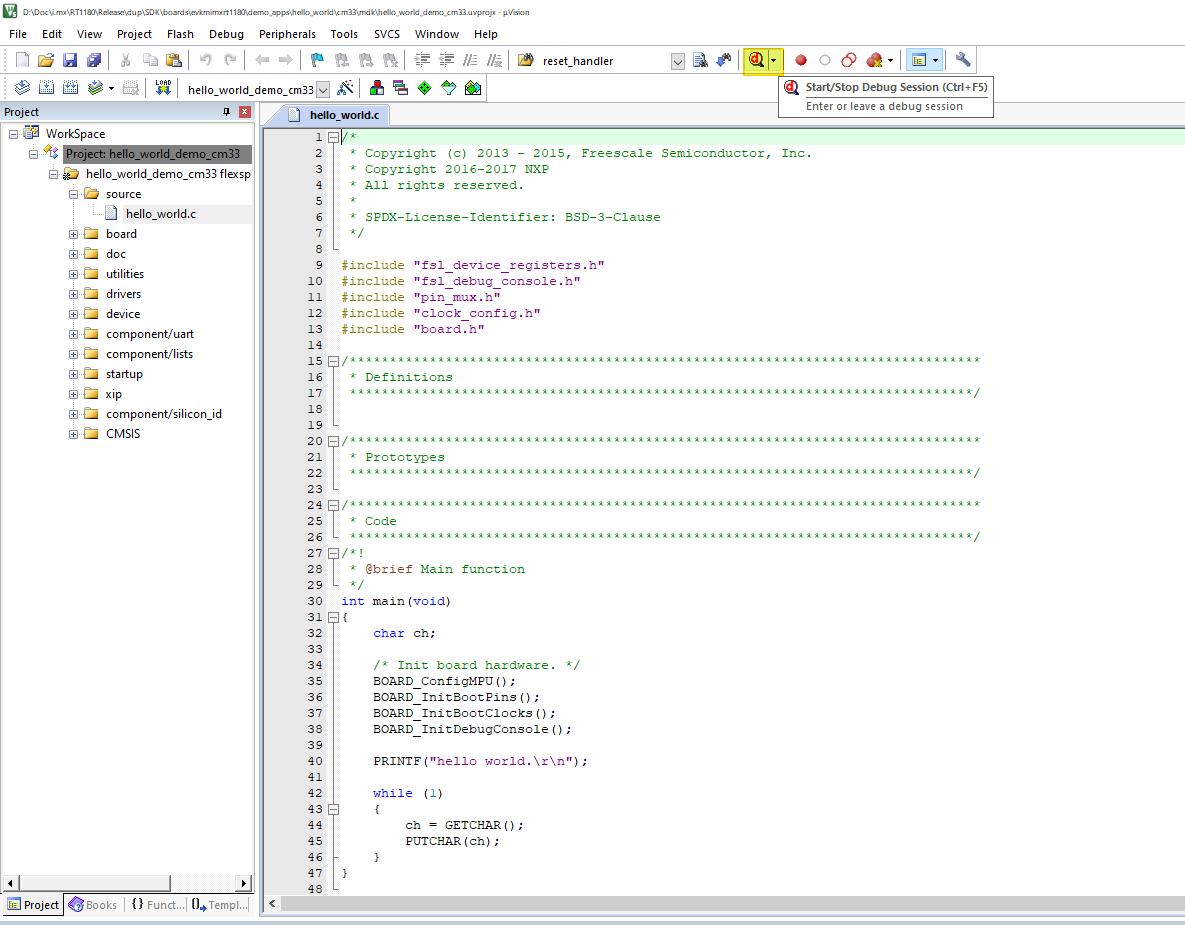 D:\Doc\i.mx\RT1180\Release\dup\SDK\boards\evkmimxrt1180\demo_apps\hello_world\cm33\mdk\hello_world_demo_cm33.uvprojx - µVision
File Edit View Project Flash Debug Peripherals Tools SVCS Window Help
reset_handler
LOAD
hello_world_demo_cm33
Start/Stop Debug Session (Ctrl+F5)
Enter or leave a debug session
Project
WorkSpace
Project: hello_world_demo_cm33
hello_world_demo_cm33 flexsp
source
hello_world.c
board
doc
utilities
drivers
device
component/uart
component/lists
startup
xip
component/silicon_id
CMSIS
Project Books {} Funct... Templ...
hello_world.c
1 /*
2 * Copyright (c) 2013 - 2015, Freescale Semiconductor, Inc.
3 * Copyright 2016-2017 NXP
4 * All rights reserved.
5 *
6 * SPDX-License-Identifier: BSD-3-Clause
7 */
8
9 #include "fsl_device_registers.h"
10 #include "fsl_debug_console.h"
11 #include "pin_mux.h"
12 #include "clock_config.h"
13 #include "board.h"
14
15 /*******************************************************************************
16 * Definitions
17 ******************************************************************************/
18
19
20 /*******************************************************************************
21 * Prototypes
22 ******************************************************************************/
23
24 /*******************************************************************************
25 * Code
26 ******************************************************************************/
27 /*!
28 * @brief Main function
29 */
30 int main(void)
31 {
32 char ch;
33
34 /* Init board hardware. */
35 BOARD_ConfigMPU();
36 BOARD_InitBootPins();
37 BOARD_InitBootClocks();
38 BOARD_InitDebugConsole();
39
40 PRINTF("hello world.\r\n");
41
42 while (1)
43 {
44 ch = GETCHAR();
45 PUTCHAR(ch);
46 }
47 }
48